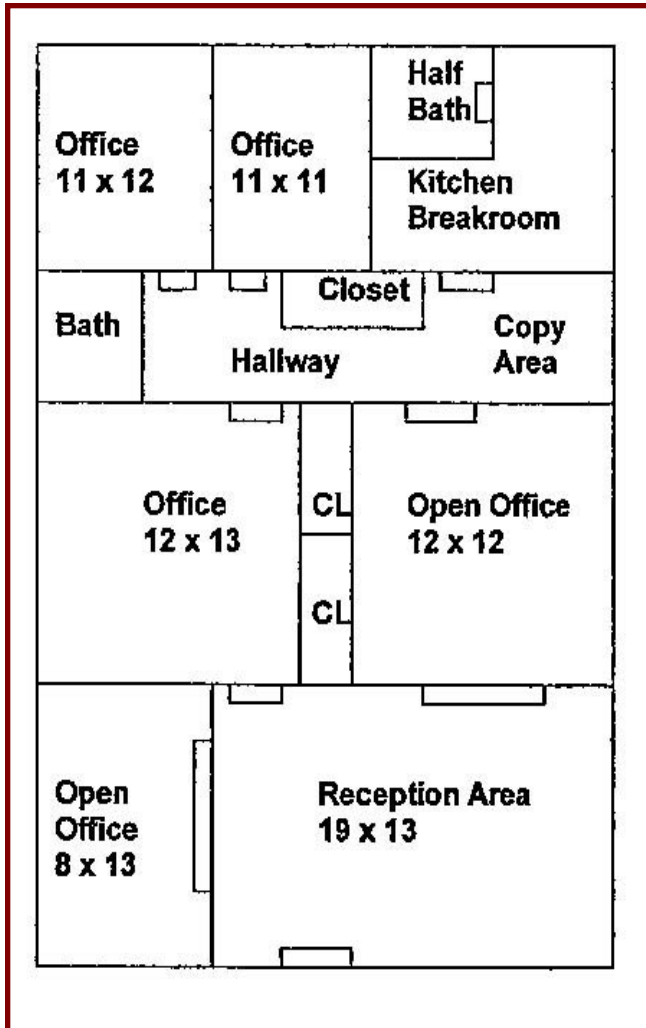 Office
11 x 12
Office
11 x 11
Half
Bath
Kitchen
Breakroom
Bath
Closet
Hallway
Copy
Area
Office
12 x 13
CL
CL
Open Office
12 x 12
Open
Office
8 x 13
Reception Area
19 x 13